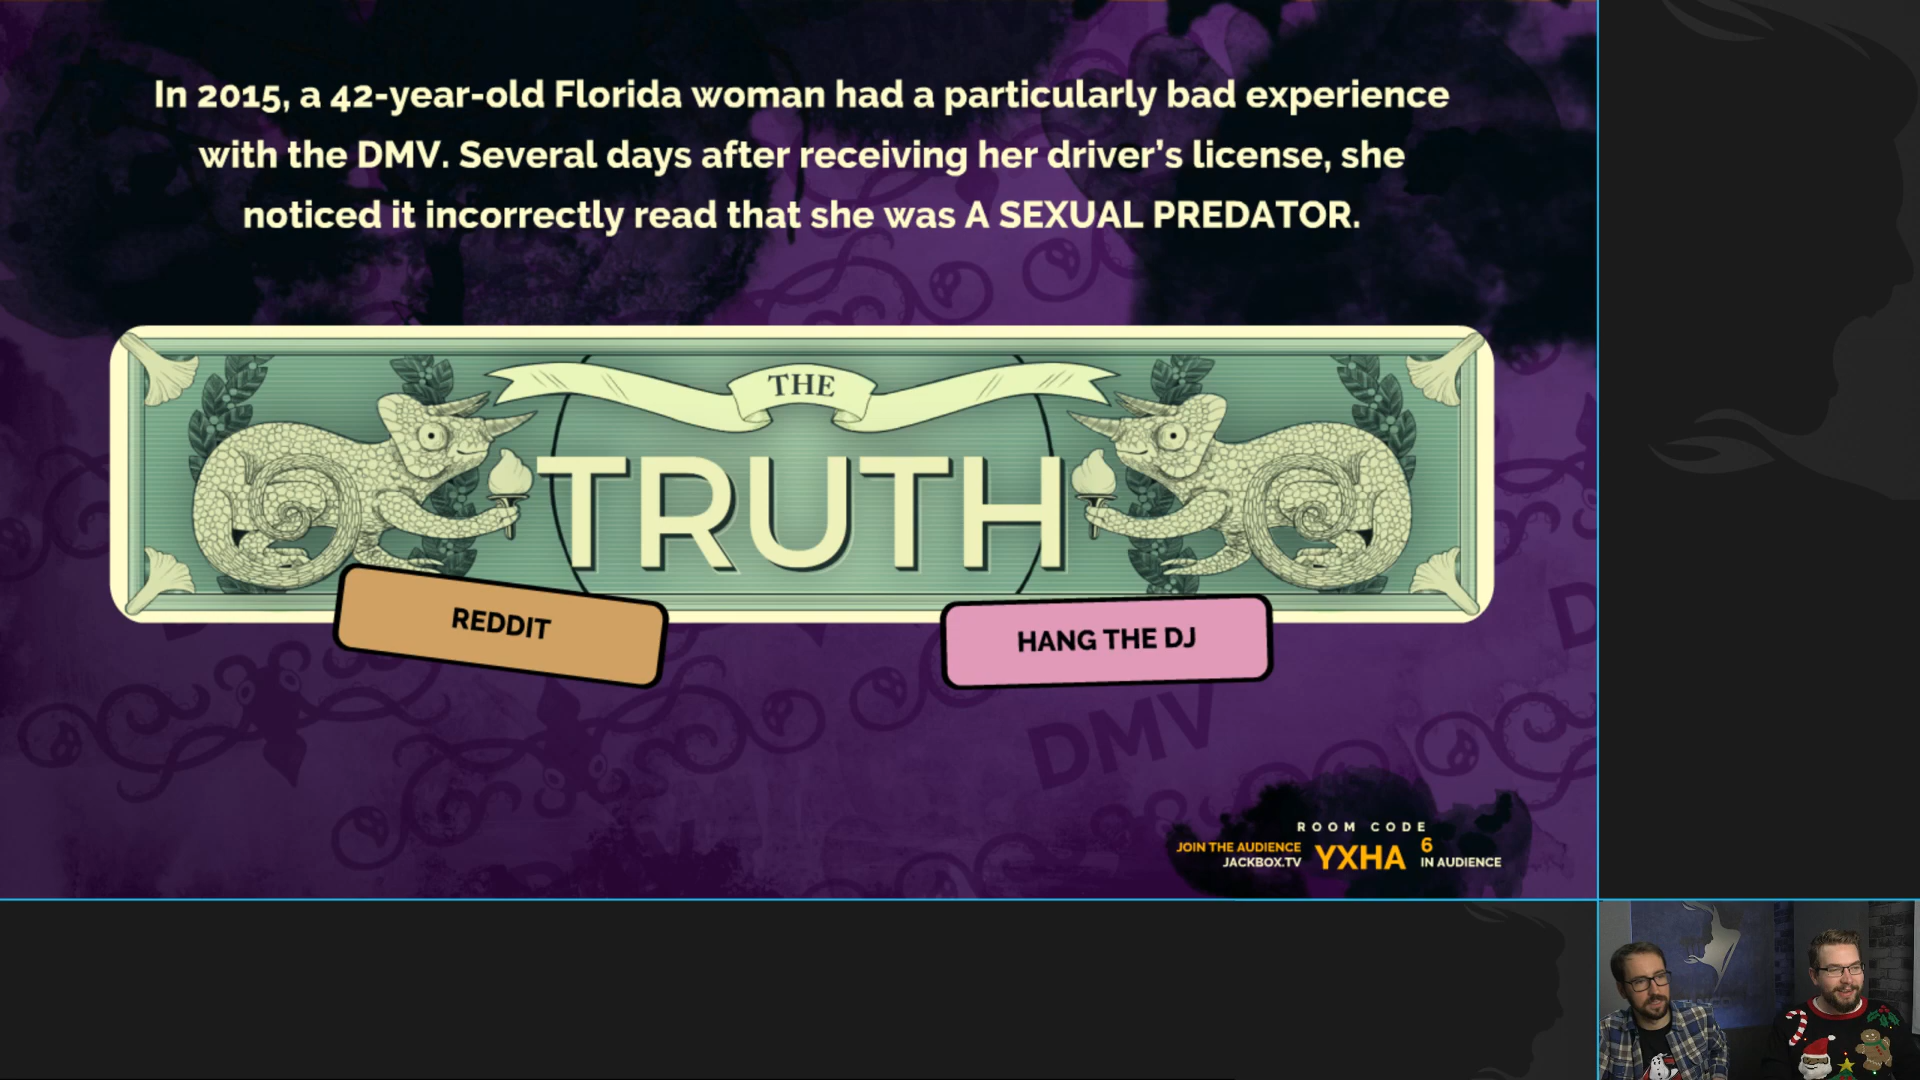 In 2015, a 42-year-old Florida woman had a particularly bad experience
with the DMV. Several days after receiving her driver's license, she
noticed it incorrectly read that she was A SEXUAL PREDATOR.
THE
TRUTH
REDDIT
HANG THE DJ
DMV
ROOM CODE
JOIN THE AUDIENCE
JACKBOX.TV
YXHA
6
IN AUDIENCE